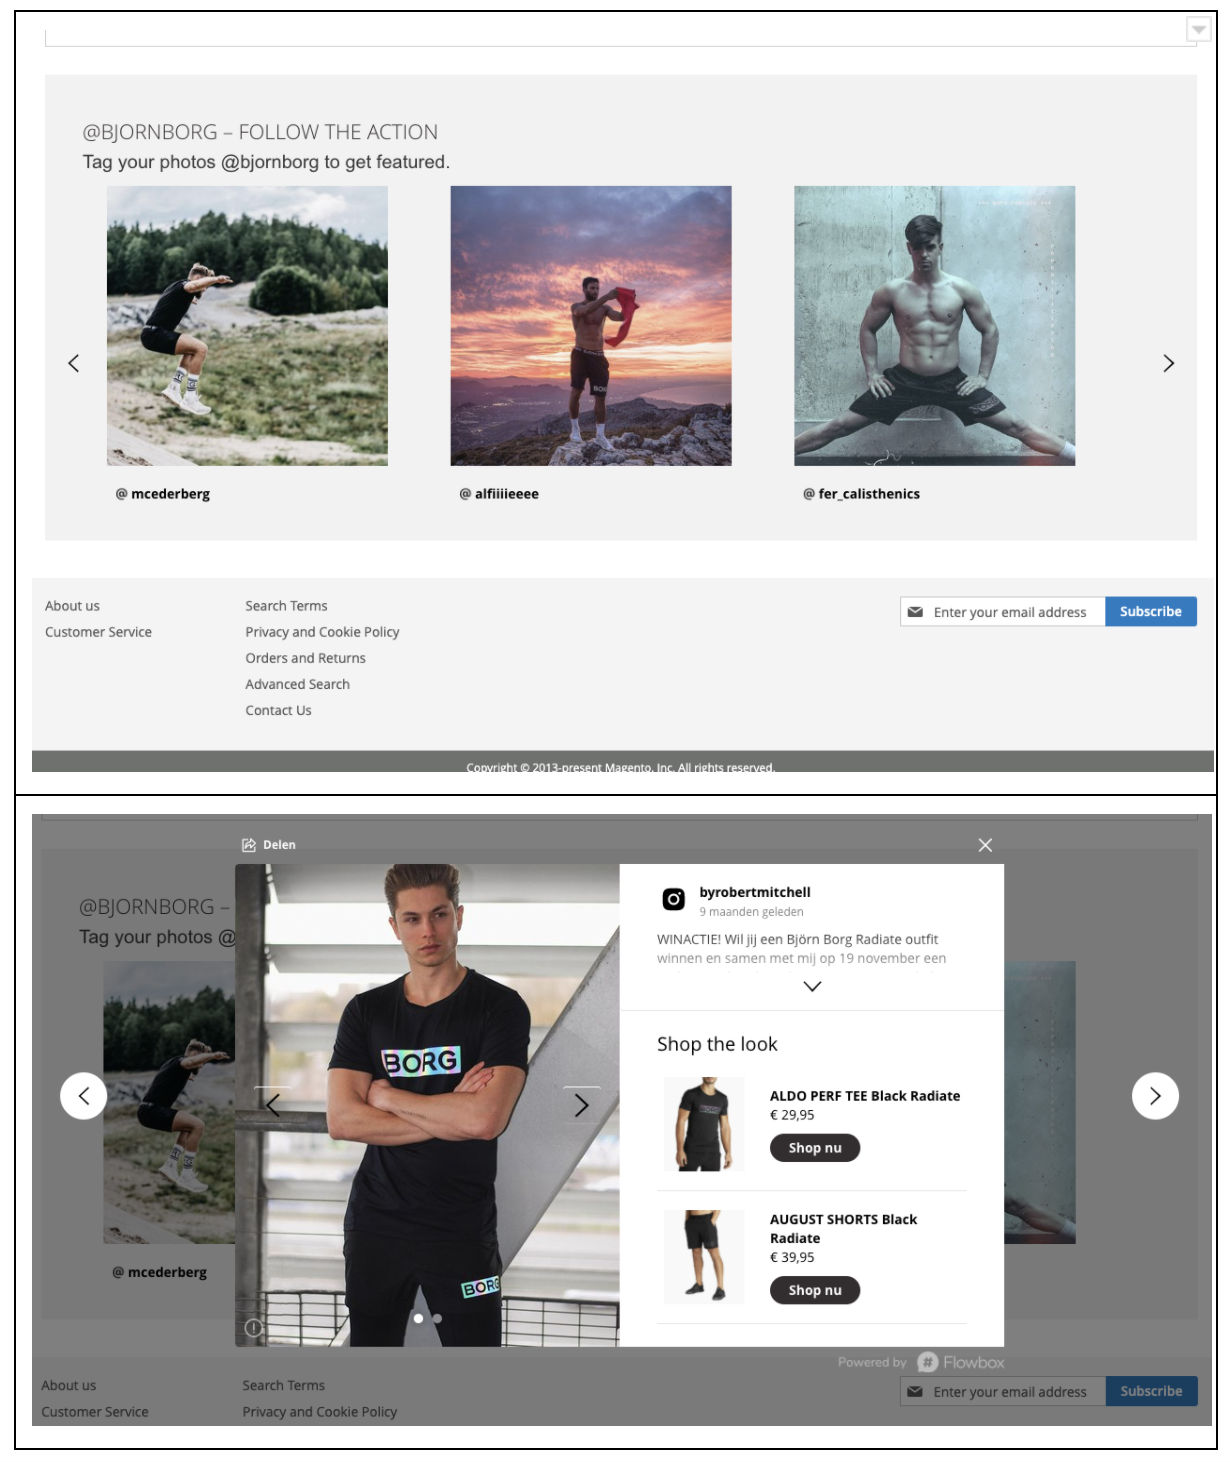 @BJORNBORG – FOLLOW THE ACTION
Tag your photos @bjornborg to get featured.
@ mcederberg
@ alfiiiieeee
@ fer_calisthenics
About us
Customer Service
Search Terms
Privacy and Cookie Policy
Orders and Returns
Advanced Search
Contact Us
Enter your email address
Subscribe
Copyright © 2013-present Magento, Inc. All rights reserved.
Delen
@BJORNBORG –
Tag your photos @
@ mcederberg
BORG
BORG
byrobertmitchell
9 maanden geleden
WINACTIE! Wil jij een Björn Borg Radiate outfit
winnen en samen met mij op 19 november een
Shop the look
ALDO PERF TEE Black Radiate
€ 29,95
Shop nu
AUGUST SHORTS Black
Radiate
€ 39,95
Shop nu
Powered by # Flowbox
About us
Customer Service
Search Terms
Privacy and Cookie Policy
Enter your email address
Subscribe